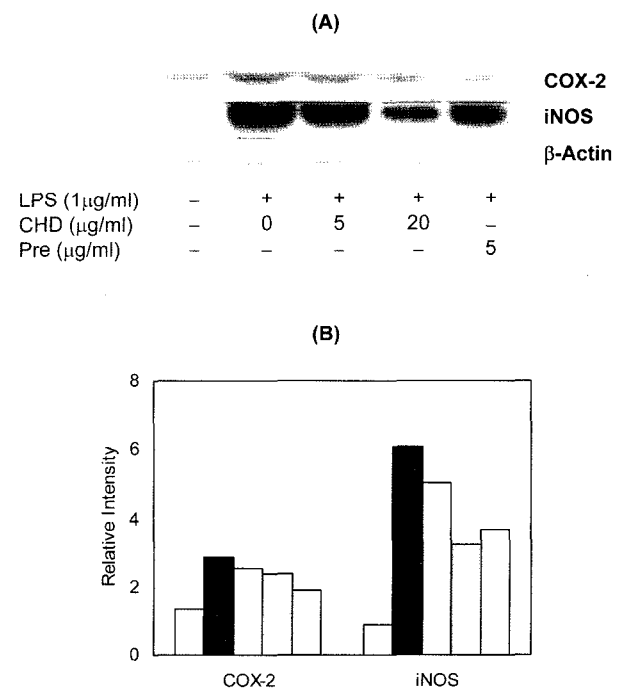 (A)
COX-2
iNOS
β-Actin
LPS (1μg/ml) – + + + +
CHD (μg/ml) – 0 5 20 –
Pre (μg/ml) – – – – 5
(B)
8
6
4
2
0
Relative Intensity
COX-2 iNOS